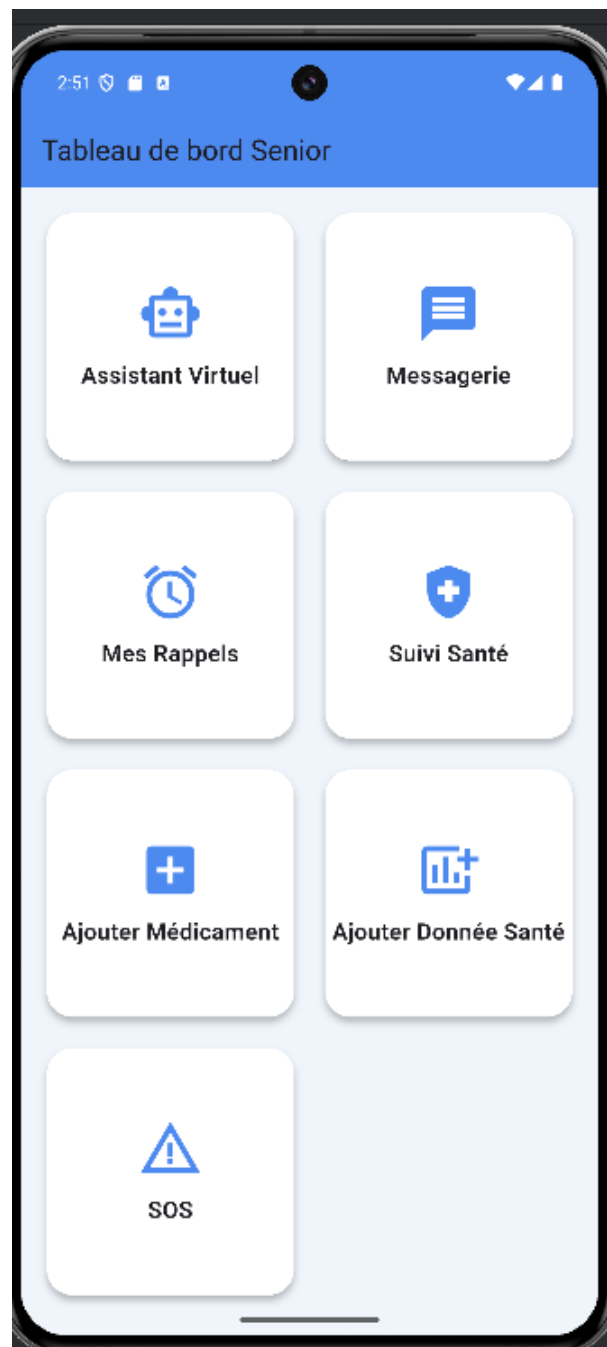 2:51
Tableau de bord Senior
Assistant Virtuel
Messagerie
Mes Rappels
Suivi Santé
Ajouter Médicament
Ajouter Donnée Santé
SOS